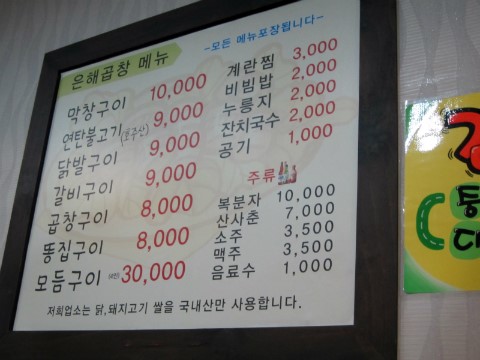 은해곱창 메뉴
-모든 메뉴포장됩니다-
막창구이 10,000
연탄불고기(호주산) 9,000
닭발구이 9,000
갈비구이 9,000
곱창구이 8,000
똥집구이 8,000
모듬구이 30,000
계란찜 3,000
비빔밥 2,000
누룽지 2,000
잔치국수 2,000
공기 1,000
주류
복분자 10,000
산사춘 7,000
소주 3,500
맥주 3,500
음료수 1,000
저희업소는 닭,돼지고기 쌀을 국내산만 사용합니다.